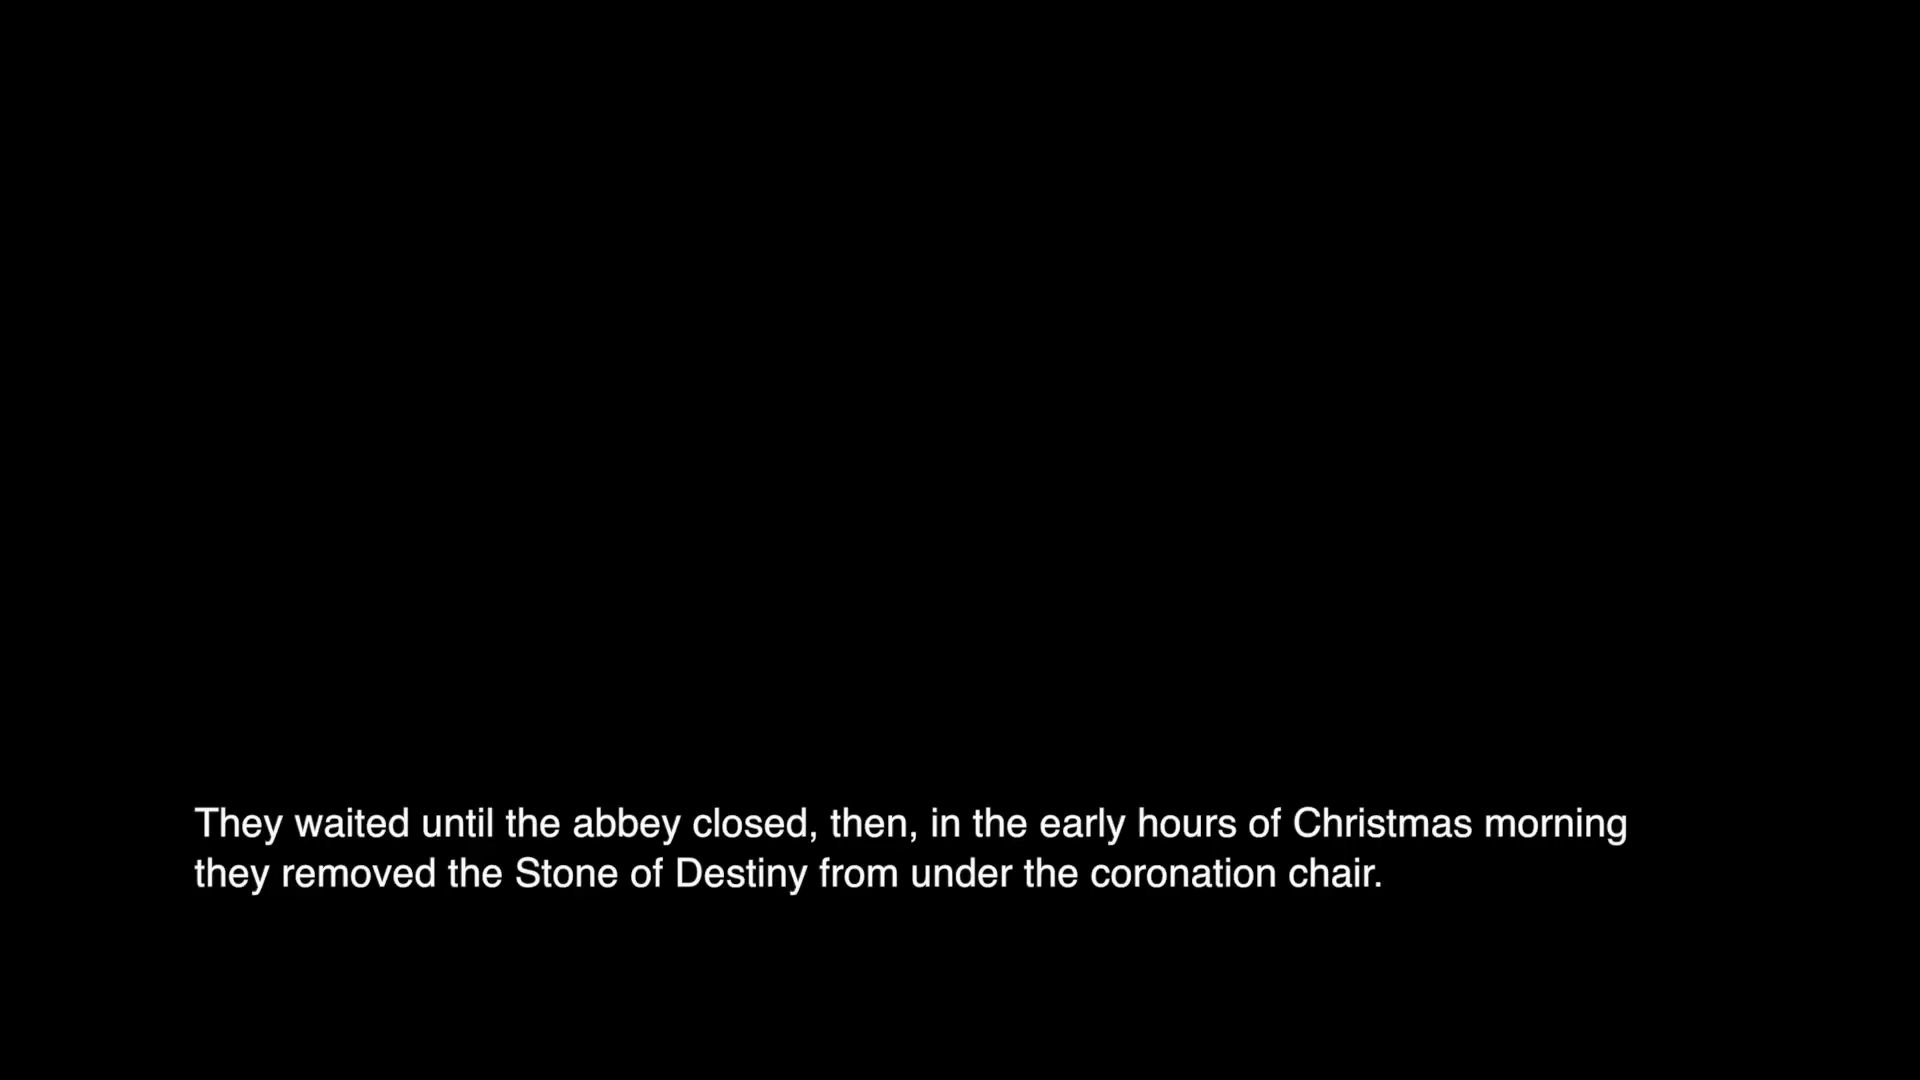 They waited until the abbey closed, then, in the early hours of Christmas morning
they removed the Stone of Destiny from under the coronation chair.